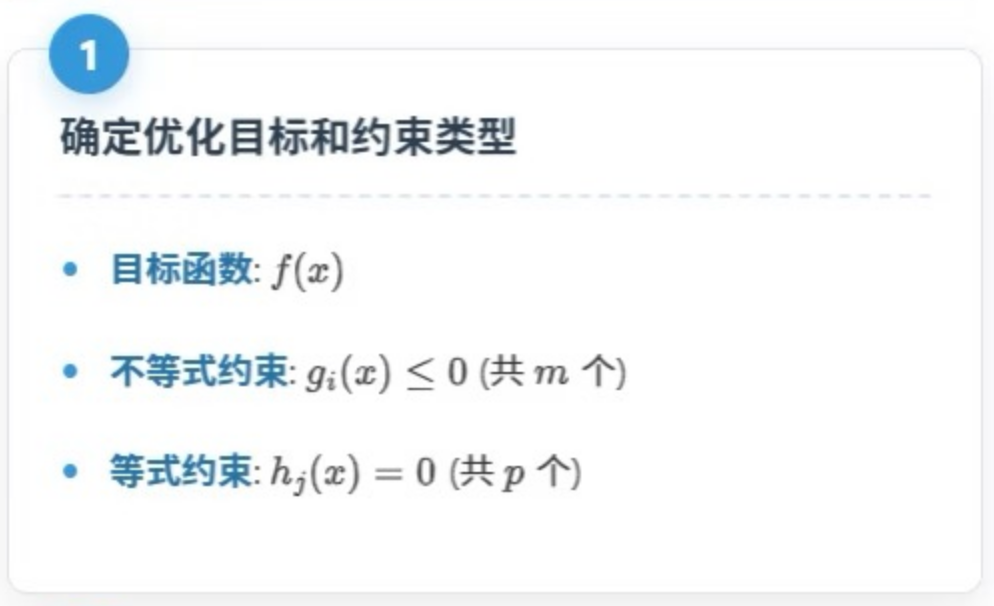 1
确定优化目标和约束类型
目标函数: f(x)
不等式约束: gᵢ(x) ≤ 0 (共 m 个)
等式约束: hⱼ(x) = 0 (共 p 个)